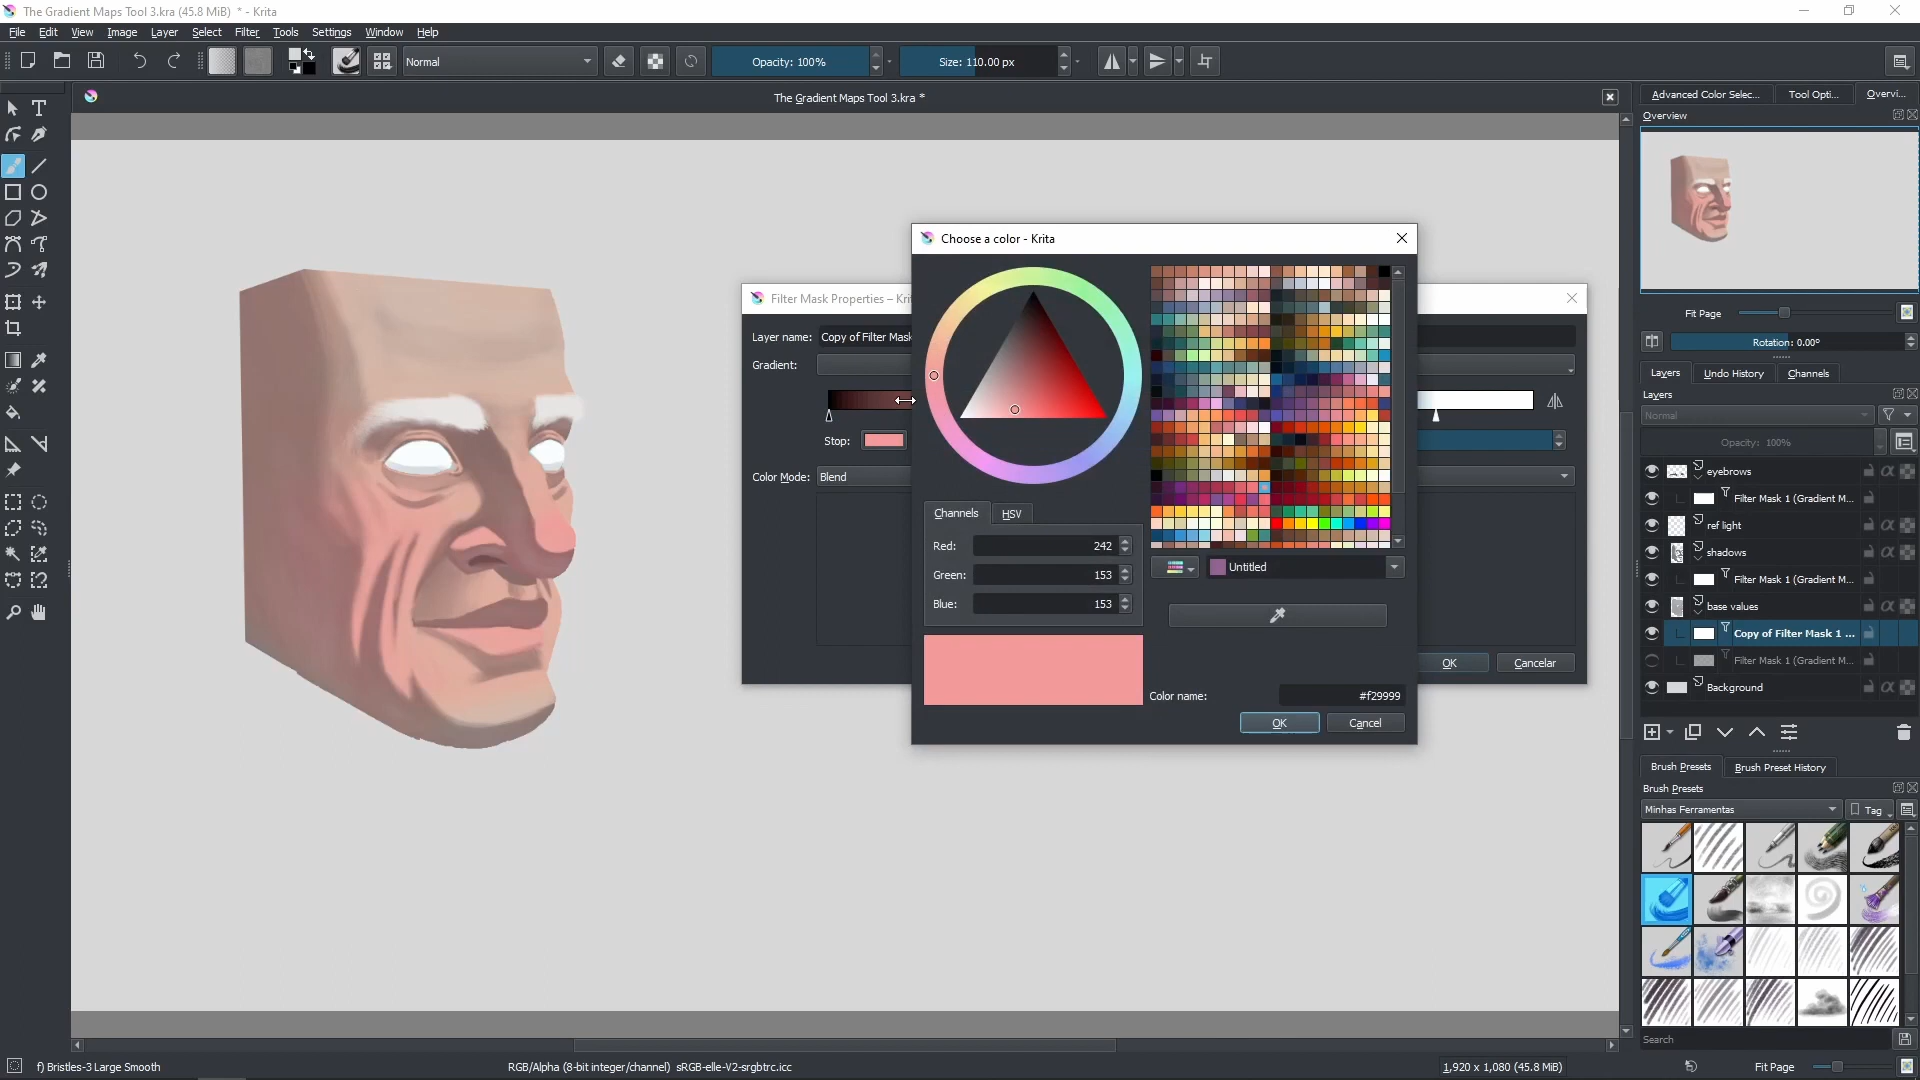 The Gradient Maps Tool 3.kra (45.8 MiB)  * - Krita
File Edit View Image Layer Select Filter Tools Settings Window Help
Normal Opacity: 100% Size: 110.00 px
The Gradient Maps Tool 3.kra *
Advanced Color Selec... Tool Opti... Overvi...
Overview
Fit Page
Rotation: 0.00°
Layers Undo History Channels
Layers
Normal
Opacity: 100%
eyebrows
Filter Mask 1 (Gradient M...
ref light
shadows
Filter Mask 1 (Gradient M...
base values
Copy of Filter Mask 1 ...
Filter Mask 1 (Gradient M...
Background
Brush Presets Brush Preset History
Brush Presets
Minhas Ferramentas Tag
Search
Filter Mask Properties – Kri
Layer name: Copy of Filter Mask
Gradient:
Stop:
Color Mode: Blend
OK Cancelar
Choose a color - Krita
Channels HSV
Red: 242
Green: 153
Blue: 153
Untitled
Color name: #f29999
OK Cancel
f) Bristles-3 Large Smooth
RGB/Alpha (8-bit integer/channel)  sRGB-elle-V2-srgbtrc.icc
1,920 x 1,080 (45.8 MiB)
Fit Page